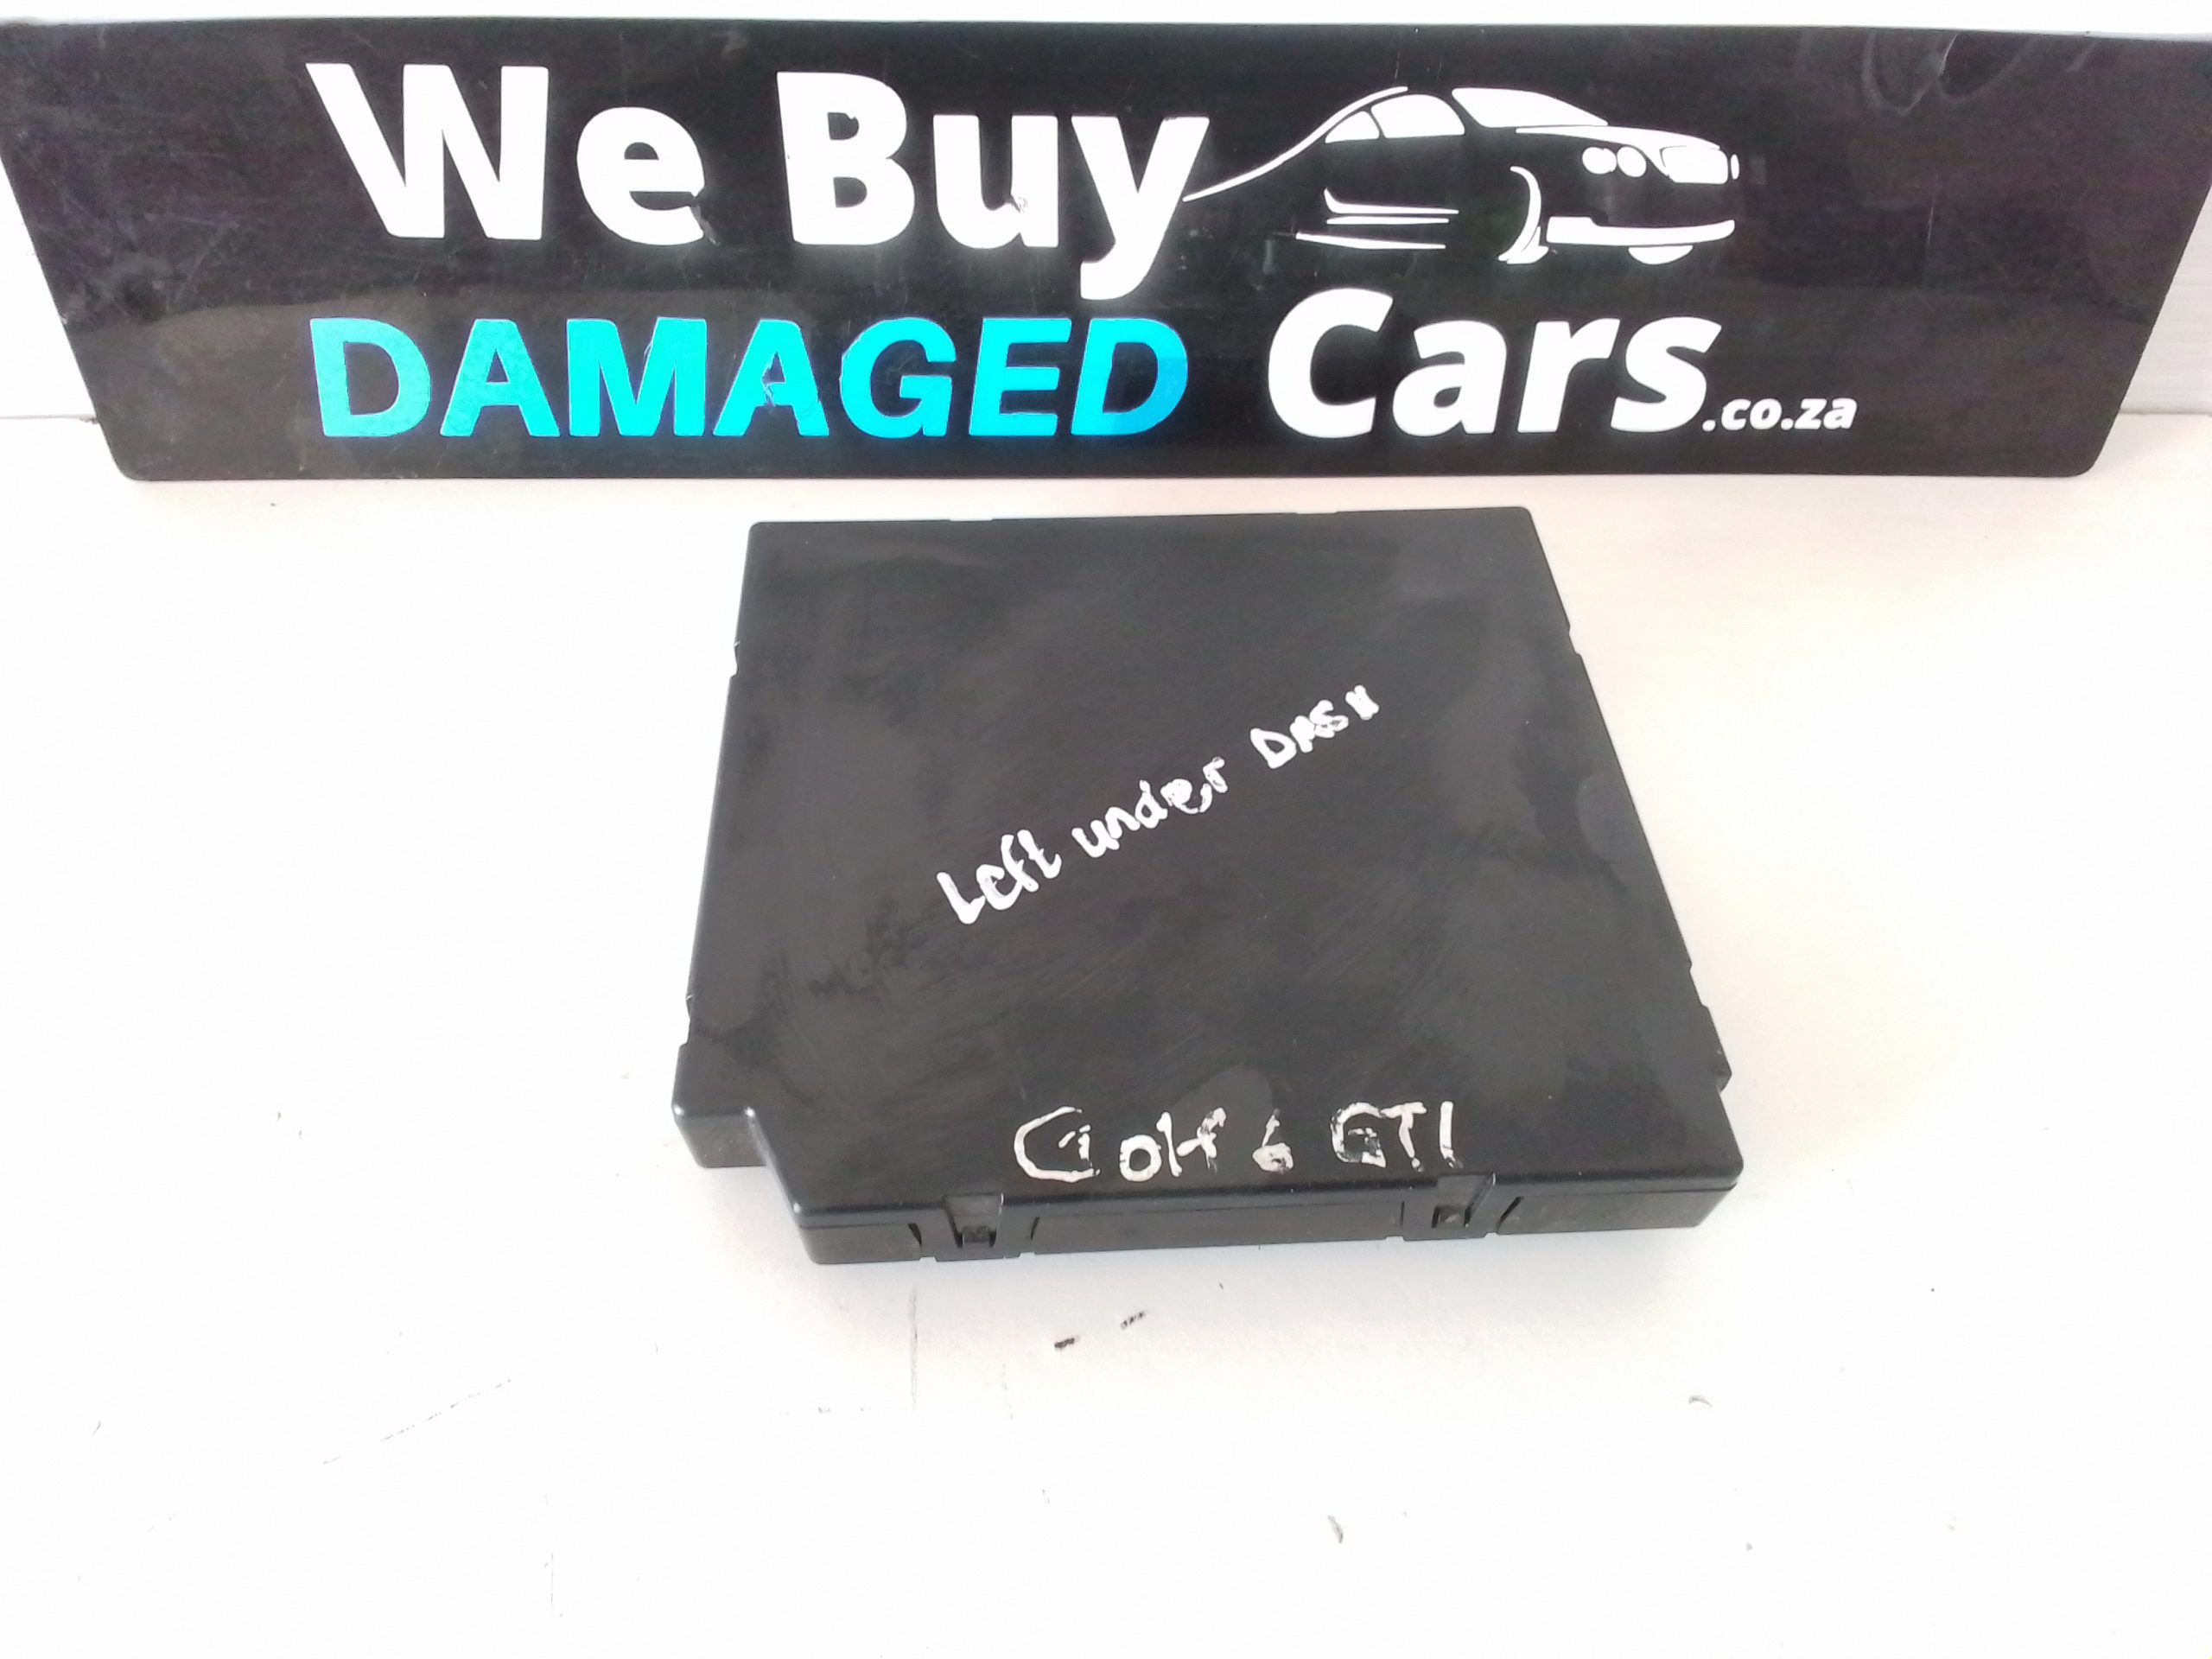 We Buy
DAMAGED Cars.co.za
Left under DASH
Golf 6 GTI